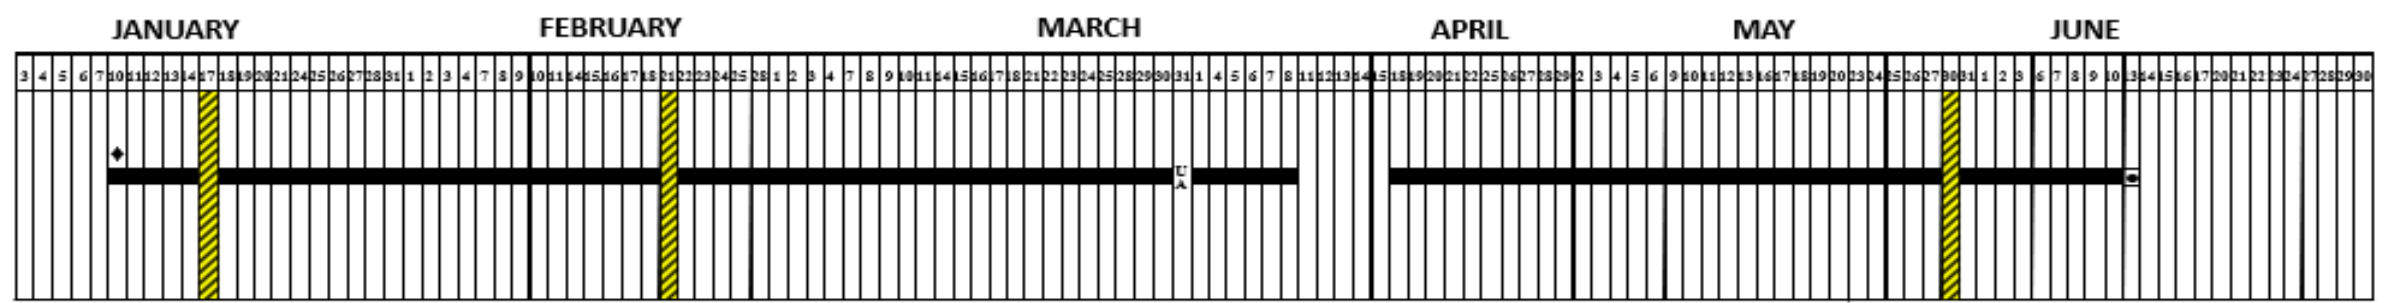 JANUARY FEBRUARY MARCH APRIL MAY JUNE
3 4 5 6 7 10 11 12 13 14 17 18 19 20 21 24 25 26 27 28 31 1 2 3 4 7 8 9 10 11 14 15 16 17 18 21 22 23 24 25 28 1 2 3 4 7 8 9 10 11 14 15 16 17 18 21 22 23 24 25 28 29 30 31 1 4 5 6 7 8 11 12 13 14 15 18 19 20 21 22 25 26 27 28 29 2 3 4 5 6 9 10 11 12 13 16 17 18 19 20 23 24 25 26 27 30 31 1 2 3 6 7 8 9 10 13 14 15 16 17 20 21 22 23 24 27 28 29 30
U
A